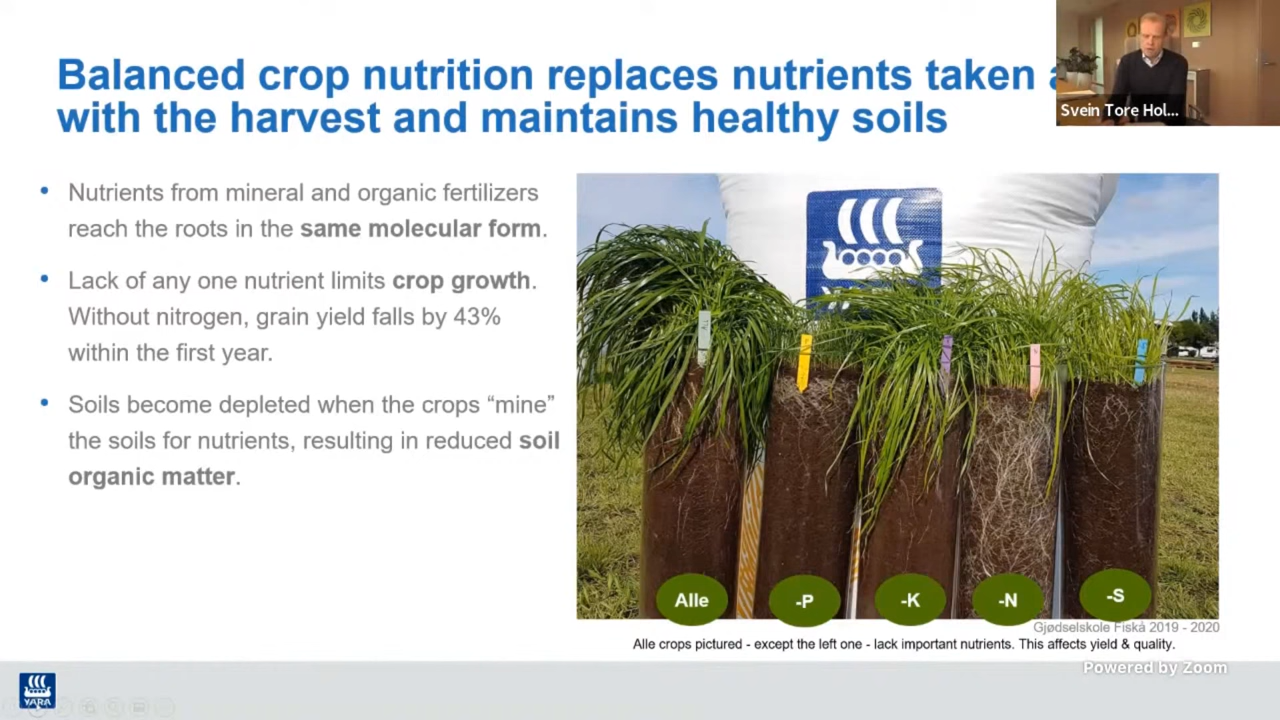 Balanced crop nutrition replaces nutrients taken
with the harvest and maintains healthy soils
Svein Tore Hol...
• Nutrients from mineral and organic fertilizers
reach the roots in the same molecular form.
• Lack of any one nutrient limits crop growth.
Without nitrogen, grain yield falls by 43%
within the first year.
• Soils become depleted when the crops “mine”
the soils for nutrients, resulting in reduced soil
organic matter.
Alle
-P
-K
-N
-S
Gjødselskole Fiskå 2019 - 2020
Alle crops pictured - except the left one - lack important nutrients. This affects yield & quality.
Powered by Zoom
YARA